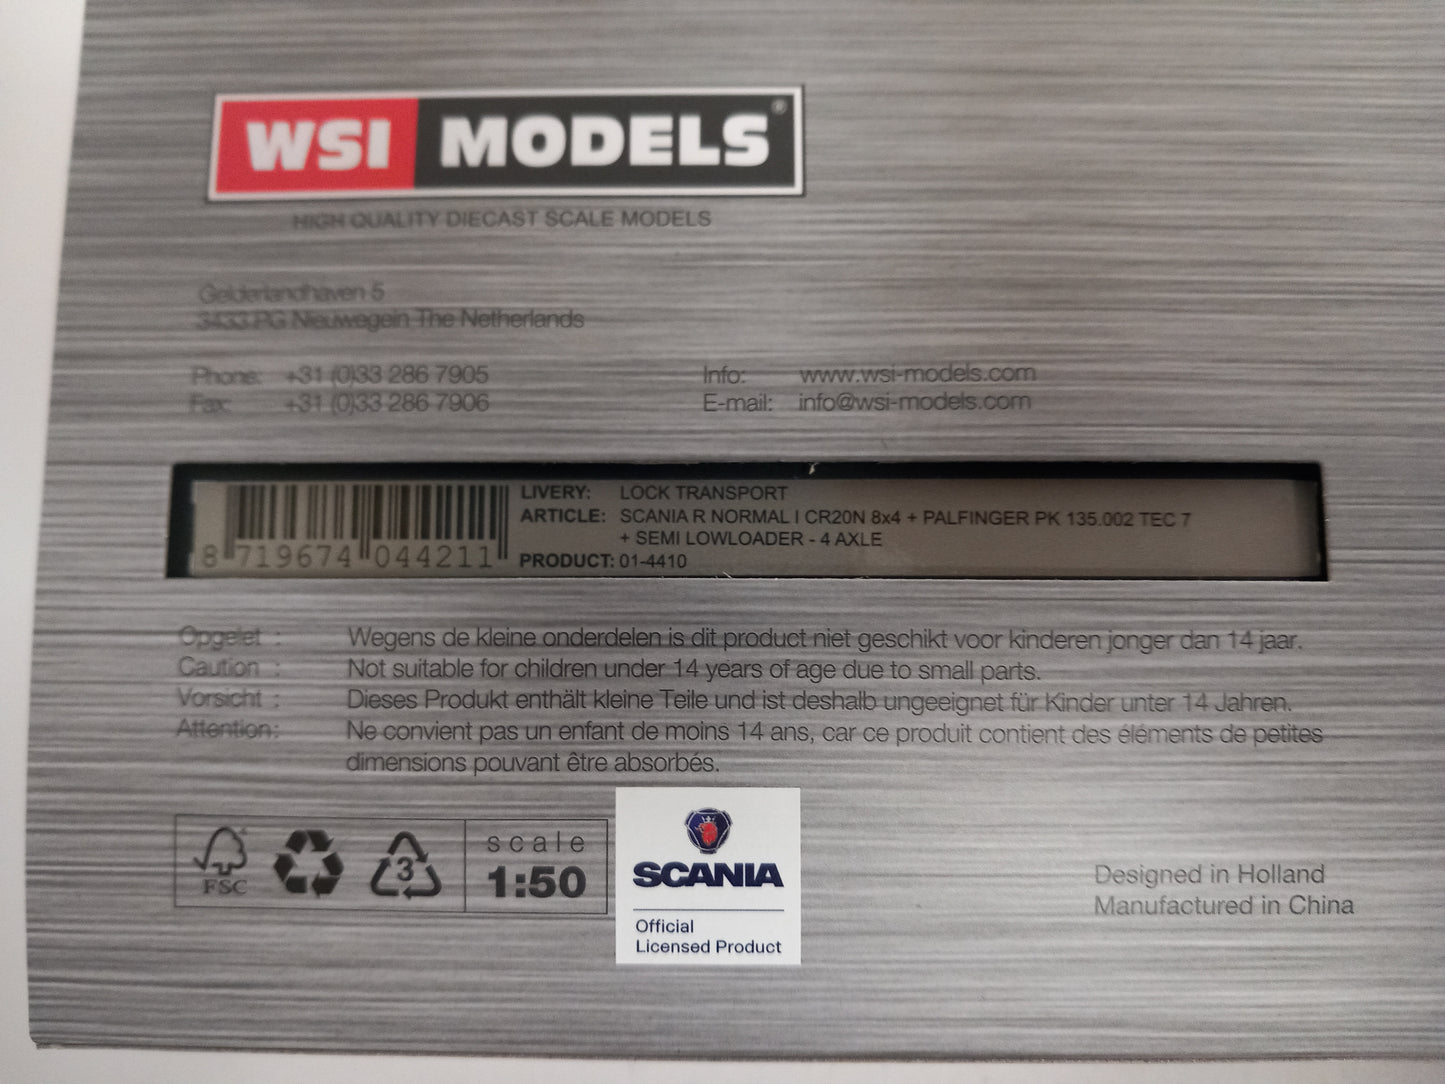 WSI MODELS®
HIGH QUALITY DIECAST SCALE MODELS
Gelderlandhaven 5
3433 PG Nieuwegein The Netherlands
Phone: +31 (0)33 286 7905 Info: www.wsi-models.com
Fax: +31 (0)33 286 7906 E-mail: info@wsi-models.com
LIVERY: LOCK TRANSPORT
ARTICLE: SCANIA R NORMAL | CR20N 8x4 + PALFINGER PK 135.002 TEC 7
+ SEMI LOWLOADER - 4 AXLE
8 719674 044211 PRODUCT: 01-4410
Opgelet : Wegens de kleine onderdelen is dit product niet geschikt voor kinderen jonger dan 14 jaar.
Caution : Not suitable for children under 14 years of age due to small parts.
Vorsicht : Dieses Produkt enthält kleine Teile und ist deshalb ungeeignet für Kinder unter 14 Jahren.
Attention: Ne convient pas un enfant de moins 14 ans, car ce produit contient des éléments de petites
dimensions pouvant être absorbés.
FSC
3
scale
1:50
SCANIA
Official
Licensed Product
Designed in Holland
Manufactured in China